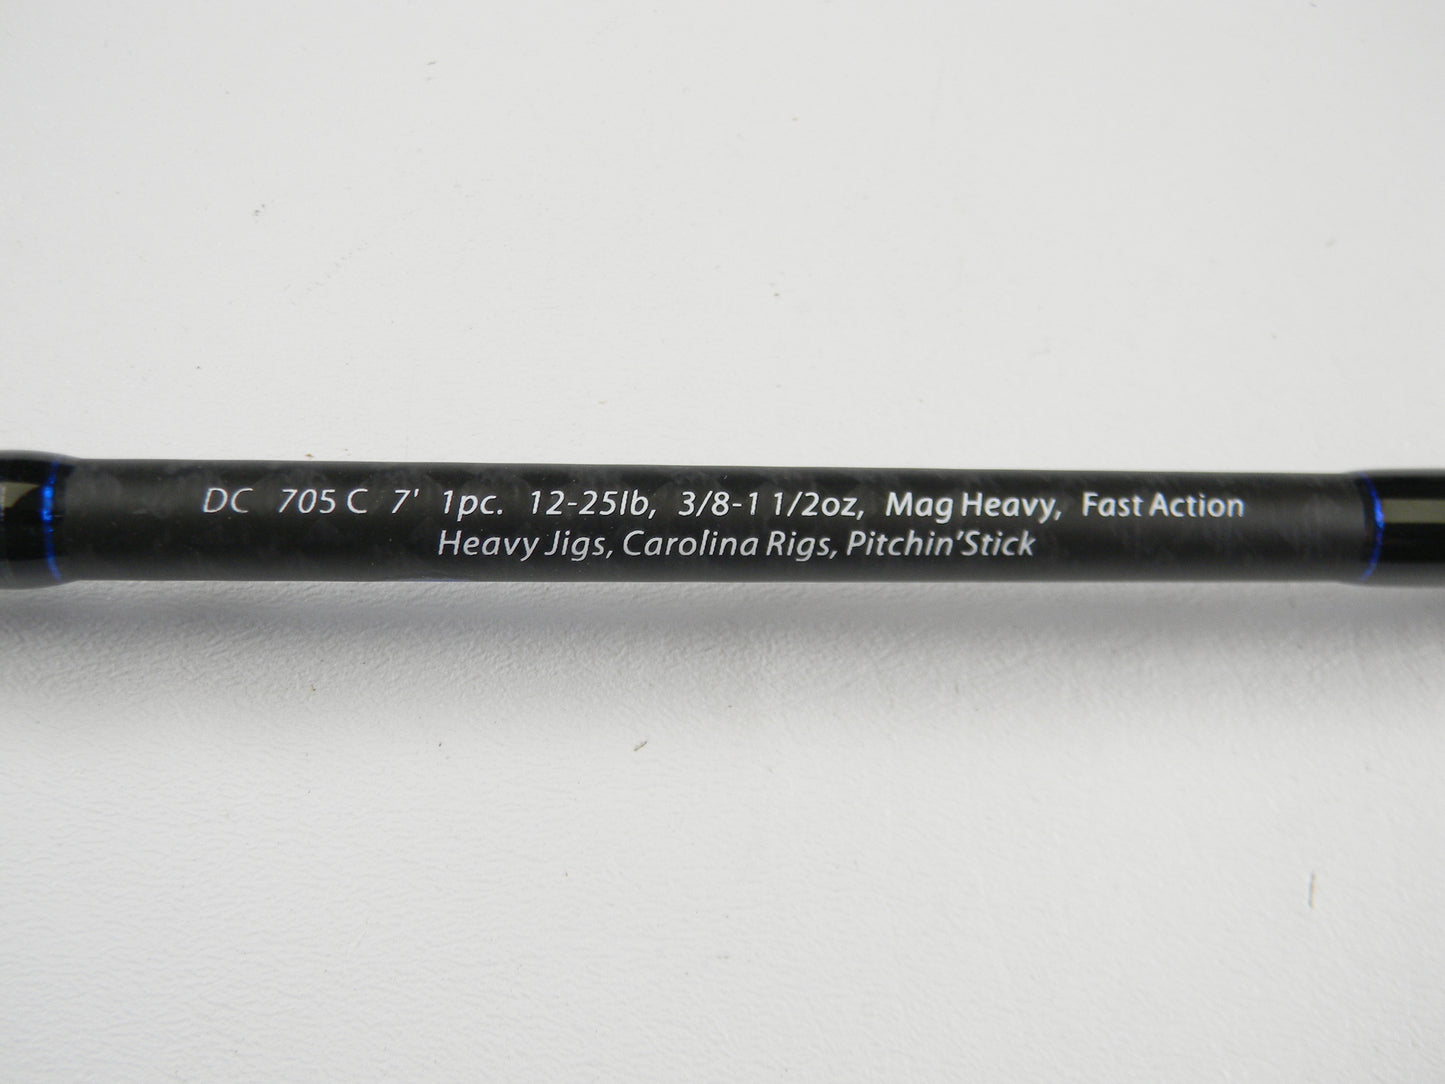 DC 705 C 7' 1pc. 12-25lb, 3/8-1 1/2oz, Mag Heavy, Fast Action
Heavy Jigs, Carolina Rigs, Pitchin'Stick